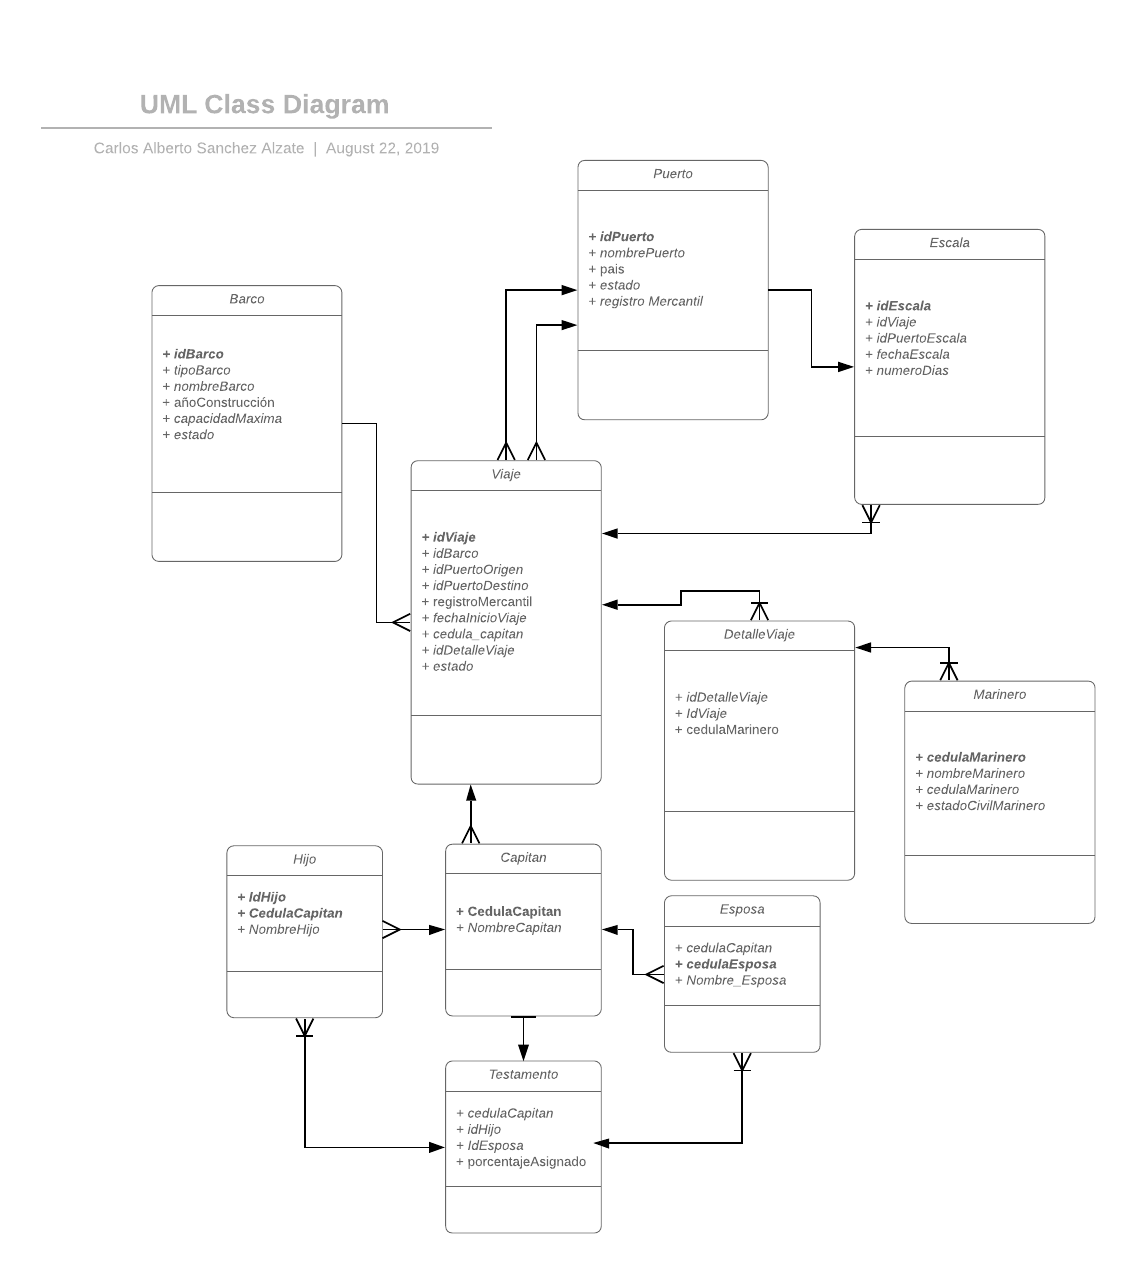 UML Class Diagram
Carlos Alberto Sanchez Alzate | August 22, 2019
Puerto
+ idPuerto
+ nombrePuerto
+ pais
+ estado
+ registro Mercantil
Escala
+ idEscala
+ idViaje
+ idPuertoEscala
+ fechaEscala
+ numeroDias
Barco
+ idBarco
+ tipoBarco
+ nombreBarco
+ añoConstrucción
+ capacidadMaxima
+ estado
Viaje
+ idViaje
+ idBarco
+ idPuertoOrigen
+ idPuertoDestino
+ registroMercantil
+ fechaInicioViaje
+ cedula_capitan
+ idDetalleViaje
+ estado
DetalleViaje
+ idDetalleViaje
+ IdViaje
+ cedulaMarinero
Marinero
+ cedulaMarinero
+ nombreMarinero
+ cedulaMarinero
+ estadoCivilMarinero
Hijo
+ IdHijo
+ CedulaCapitan
+ NombreHijo
Capitan
+ CedulaCapitan
+ NombreCapitan
Esposa
+ cedulaCapitan
+ cedulaEsposa
+ Nombre_Esposa
Testamento
+ cedulaCapitan
+ idHijo
+ IdEsposa
+ porcentajeAsignado